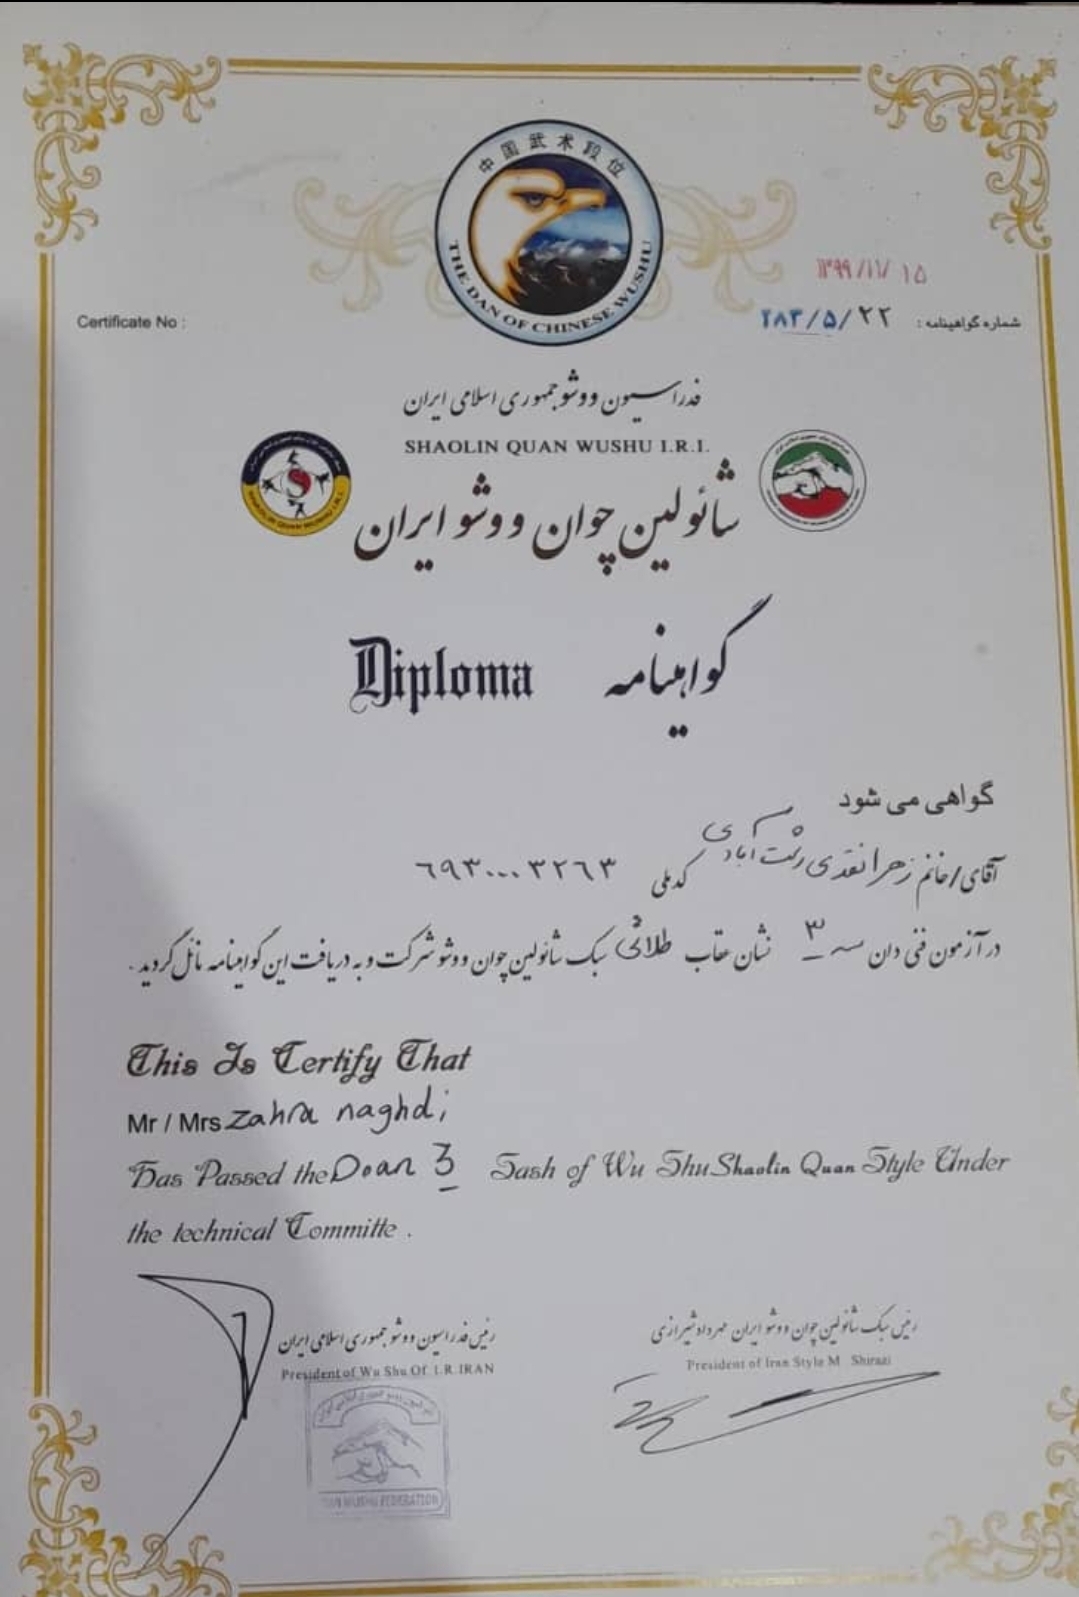 中国武术段位
THE DAN OF CHINESE WUSHU
۱۳۹۹/۱۱/۱۵
Certificate No :
شماره گواهینامه : ۲۸۳/۵/۲۲
فدراسیون ووشو جمهوری اسلامی ایران
SHAOLIN QUAN WUSHU I.R.I.
شائولین چوان ووشو ایران
Diploma گواهینامه
گواهی می شود
آقای/خانم زهرا نقدی کدملی ٦٩٣٠٠٠٣٢٦٣
در آزمون فنی دان سه ۳ نشان عقاب طلائی سبک شائولین چوان ووشو شرکت و به دریافت این گواهینامه نائل گردید .
This Is Certify That
Mr / Mrs zahra naghdi
Has Passed the Doan 3 Sash of Wu Shu Shaolin Quan Style Under
the technical Committe .
رئیس سبک شائولین چوان ووشو ایران مهرداد شیرازی
President of Iran Style M Shirazi
رئیس فدراسیون ووشو جمهوری اسلامی ایران
President of Wu Shu Of I.R.IRAN
WUSHU FEDERATION